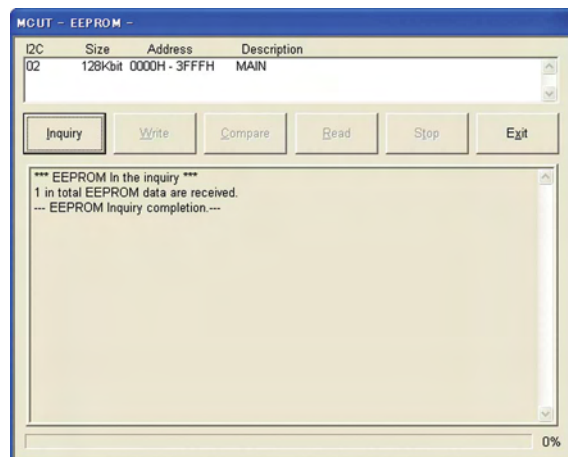 MCUT - EEPROM -
I2C Size Address Description
02 128Kbit 0000H - 3FFFH MAIN
Inquiry Write Compare Read Stop Exit
*** EEPROM In the inquiry ***
1 in total EEPROM data are received.
--- EEPROM Inquiry completion.---
0%